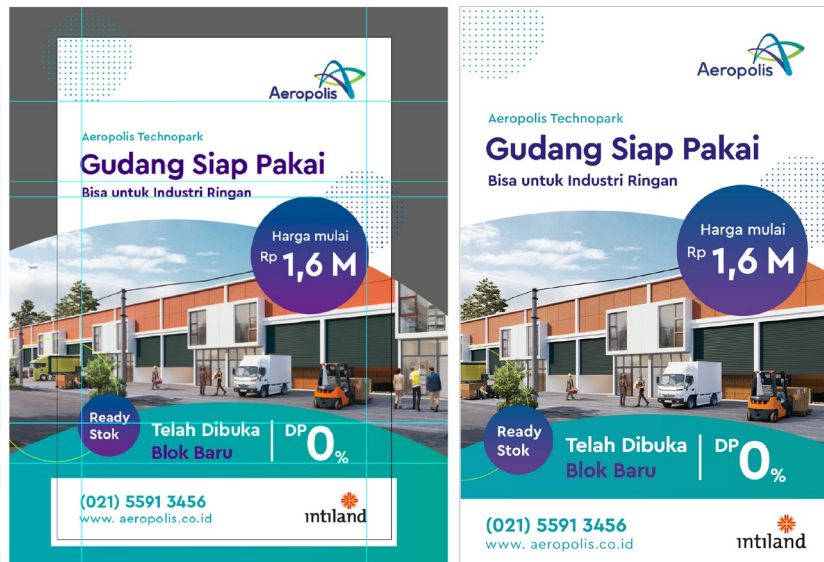 Aeropolis
Aeropolis Technopark
Gudang Siap Pakai
Bisa untuk Industri Ringan
Harga mulai
Rp 1,6 M
Ready
Stok
Telah Dibuka
Blok Baru
DP 0%
(021) 5591 3456
www. aeropolis.co.id
intiland
Aeropolis
Aeropolis Technopark
Gudang Siap Pakai
Bisa untuk Industri Ringan
Harga mulai
Rp 1,6 M
Ready
Stok
Telah Dibuka
Blok Baru
DP 0%
(021) 5591 3456
www. aeropolis.co.id
intiland